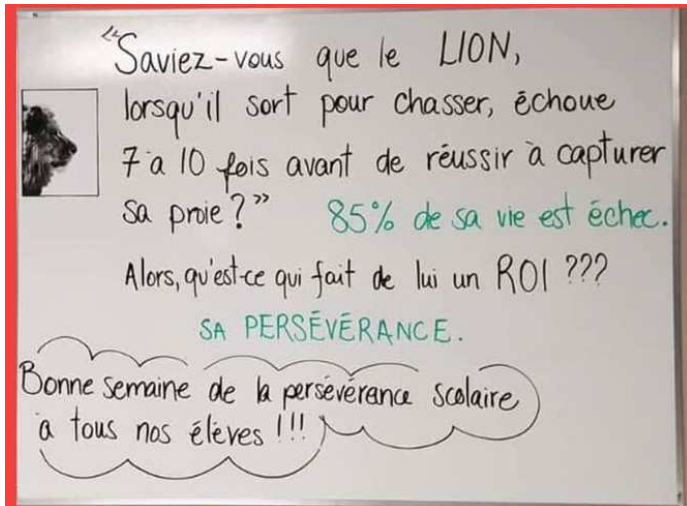 "Saviez-vous que le LION,
lorsqu'il sort pour chasser, échoue
7 à 10 fois avant de réussir à capturer
sa proie?" 85% de sa vie est échec.
Alors, qu'est-ce qui fait de lui un ROI ???
SA PERSÉVÉRANCE.
Bonne semaine de la persévérance scolaire
à tous nos élèves !!!